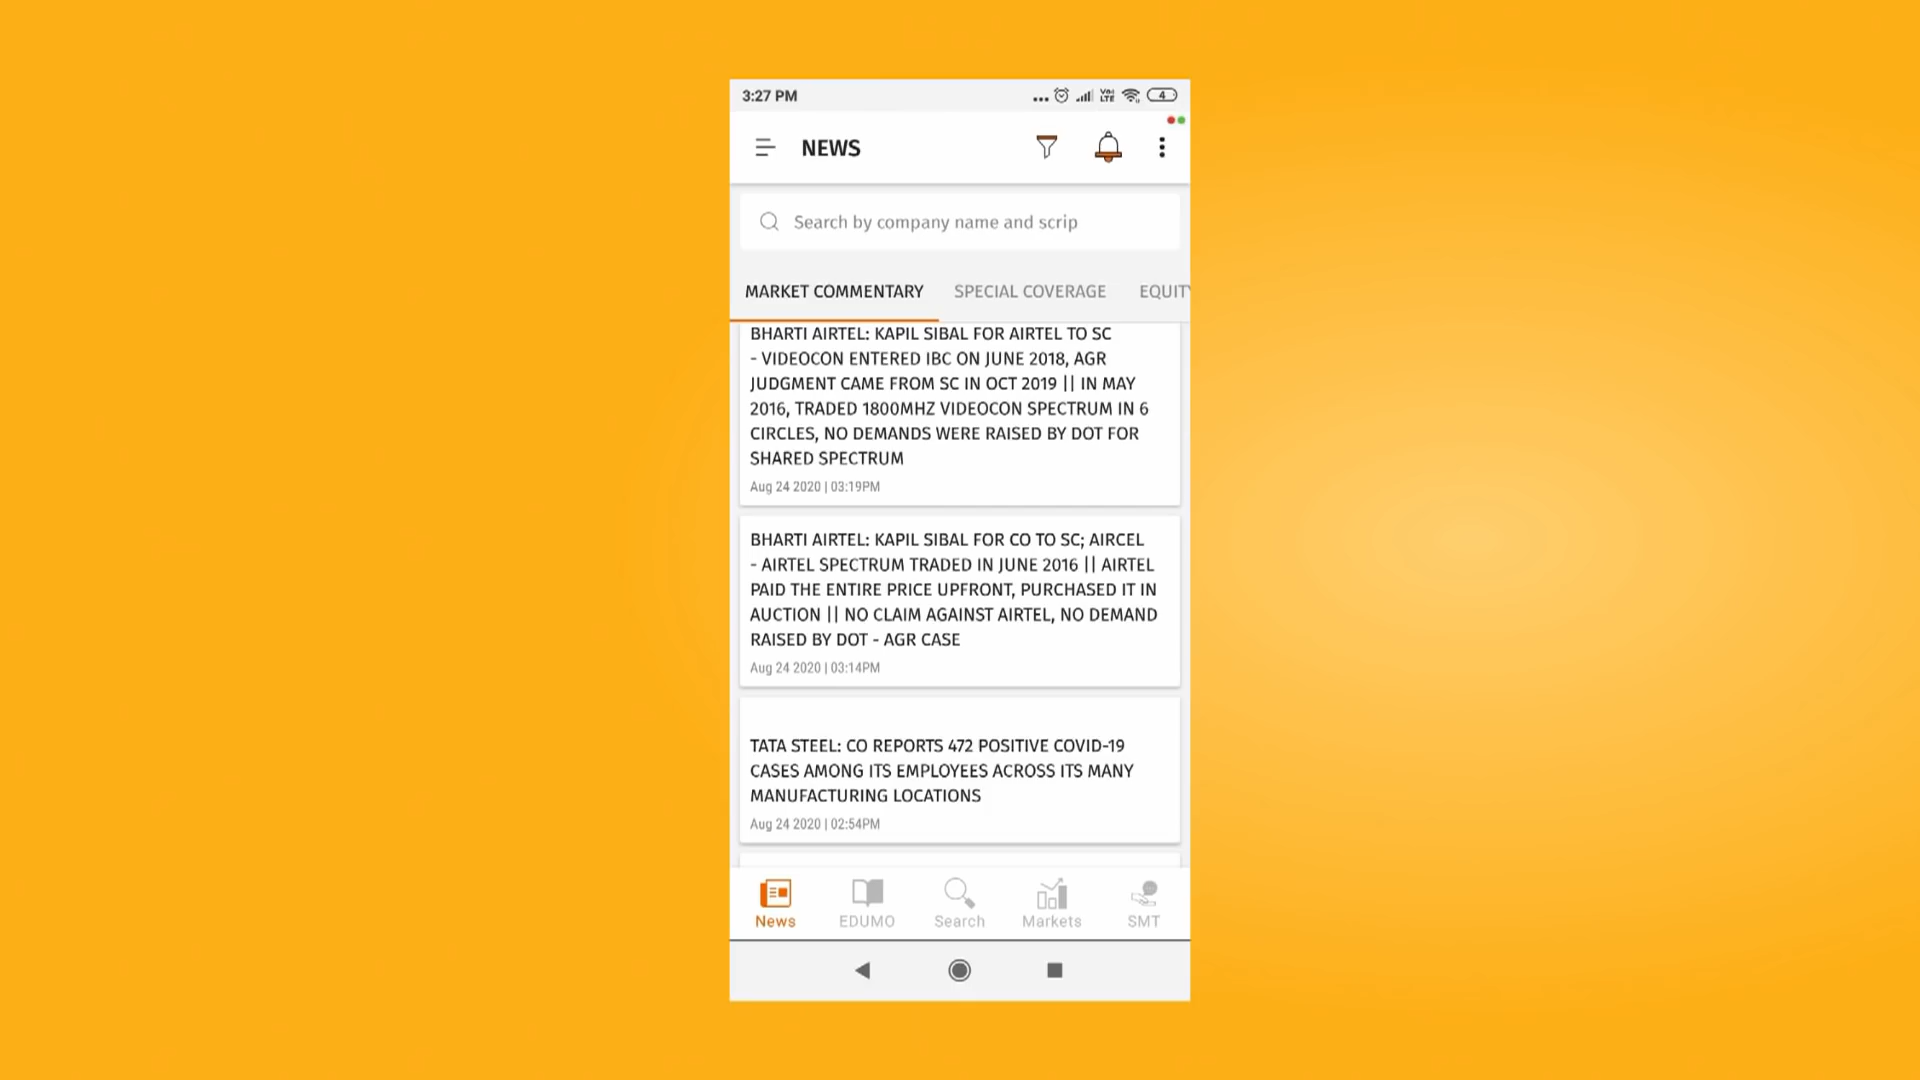 3:27 PM
4
NEWS
Search by company name and scrip
MARKET COMMENTARY SPECIAL COVERAGE EQUITY
BHARTI AIRTEL: KAPIL SIBAL FOR AIRTEL TO SC
- VIDEOCON ENTERED IBC ON JUNE 2018, AGR
JUDGMENT CAME FROM SC IN OCT 2019 || IN MAY
2016, TRADED 1800MHZ VIDEOCON SPECTRUM IN 6
CIRCLES, NO DEMANDS WERE RAISED BY DOT FOR
SHARED SPECTRUM
Aug 24 2020 | 03:19PM
BHARTI AIRTEL: KAPIL SIBAL FOR CO TO SC; AIRCEL
- AIRTEL SPECTRUM TRADED IN JUNE 2016 || AIRTEL
PAID THE ENTIRE PRICE UPFRONT, PURCHASED IT IN
AUCTION || NO CLAIM AGAINST AIRTEL, NO DEMAND
RAISED BY DOT - AGR CASE
Aug 24 2020 | 03:14PM
TATA STEEL: CO REPORTS 472 POSITIVE COVID-19
CASES AMONG ITS EMPLOYEES ACROSS ITS MANY
MANUFACTURING LOCATIONS
Aug 24 2020 | 02:54PM
News EDUMO Search Markets SMT